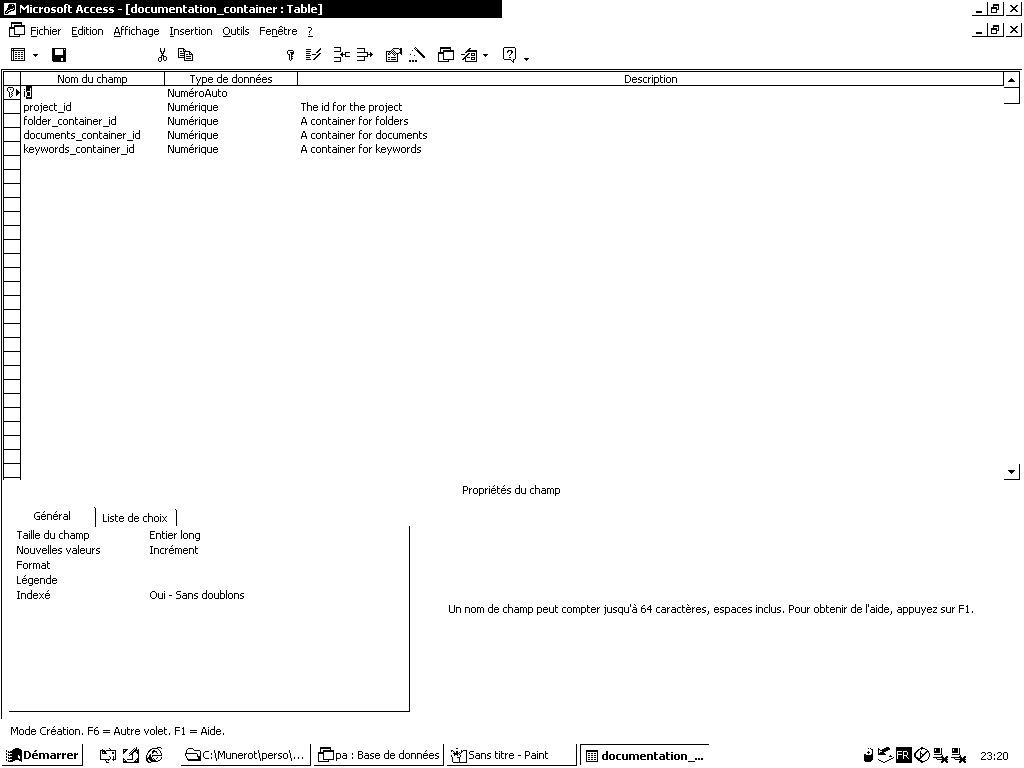 Microsoft Access - [documentation_container : Table]
Fichier Edition Affichage Insertion Outils Fenêtre ?
Nom du champ Type de données Description
id NuméroAuto
project_id Numérique The id for the project
folder_container_id Numérique A container for folders
documents_container_id Numérique A container for documents
keywords_container_id Numérique A container for keywords
Propriétés du champ
Général Liste de choix
Taille du champ Entier long
Nouvelles valeurs Incrément
Format
Légende
Indexé Oui - Sans doublons
Un nom de champ peut compter jusqu'à 64 caractères, espaces inclus. Pour obtenir de l'aide, appuyez sur F1.
Mode Création. F6 = Autre volet. F1 = Aide.
Démarrer C:\Munerot\perso\... pa : Base de données Sans titre - Paint documentation_... FR 23:20